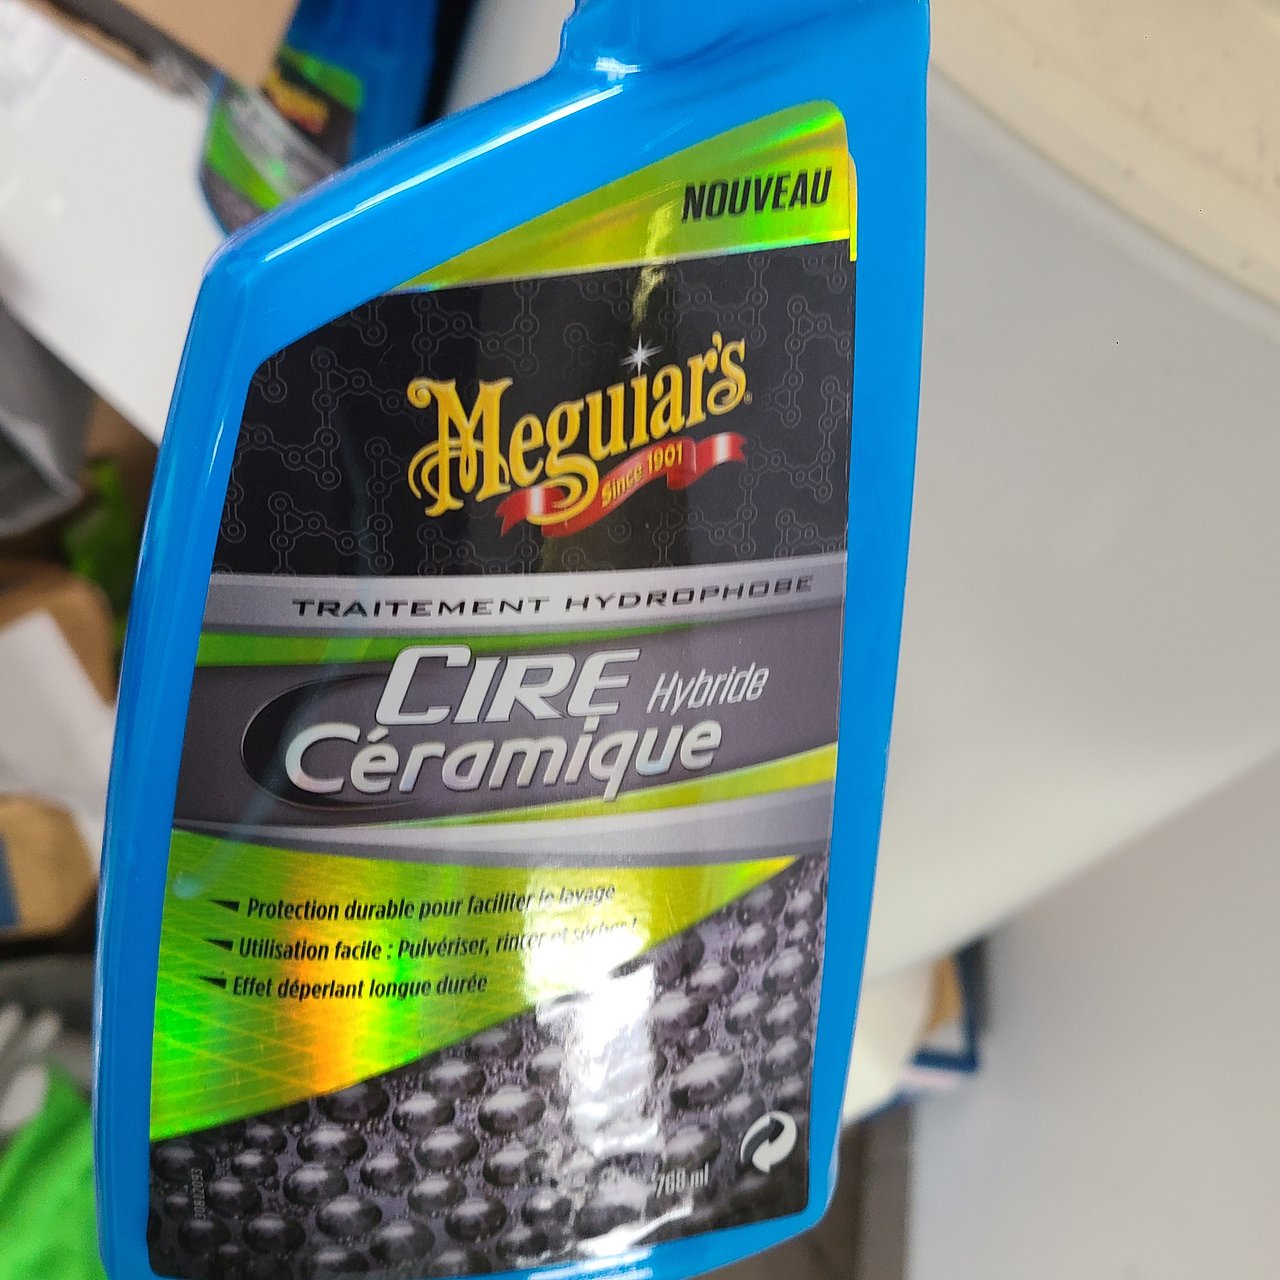 NOUVEAU
Meguiar's
Since 1901
TRAITEMENT HYDROPHOBE
CIRE Hybride
Céramique
Protection durable pour faciliter le lavage
Utilisation facile : Pulvériser, rincer et sécher !
Effet déperlant longue durée
768 ml